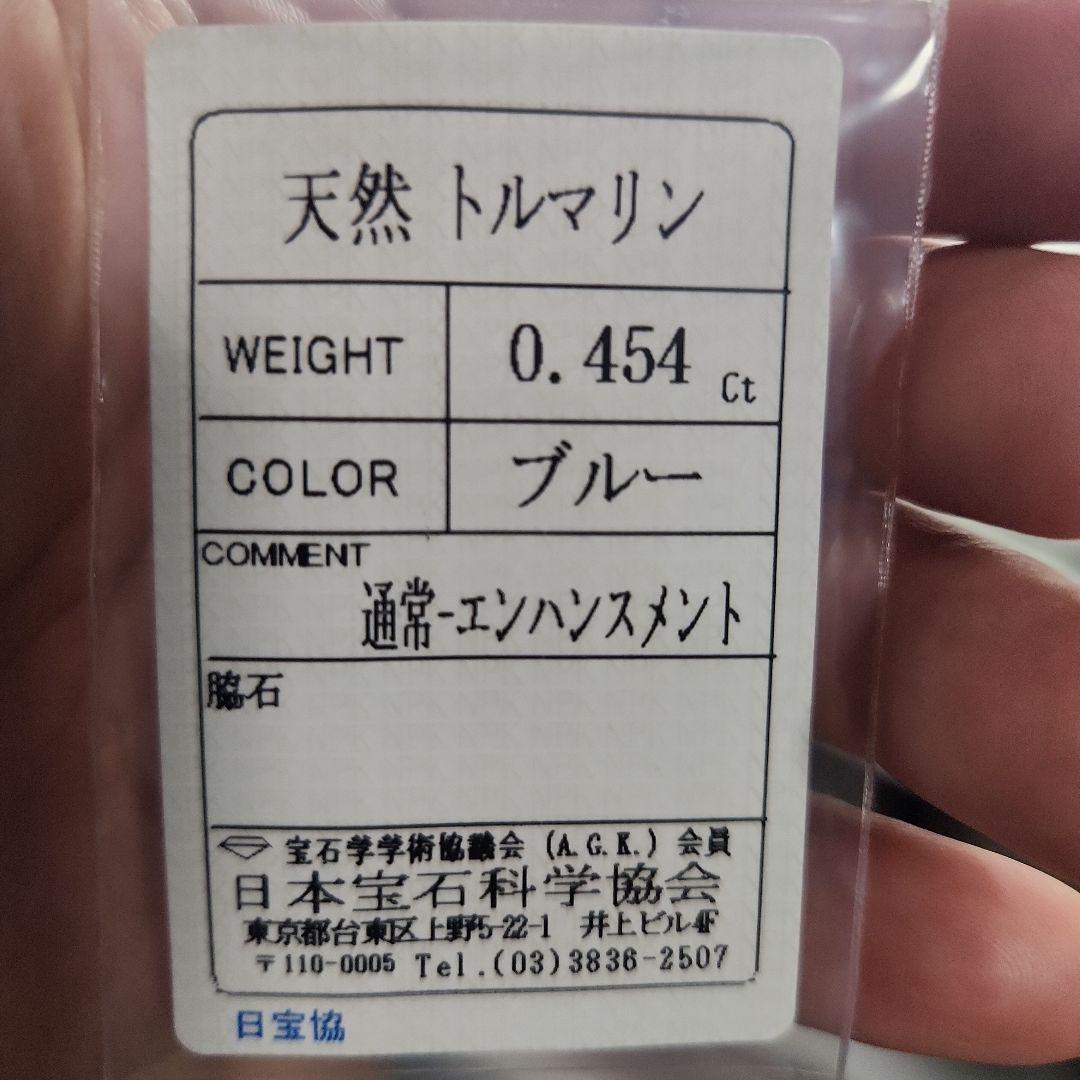 天然 トルマリン
WEIGHT 0.454 Ct
COLOR ブルー
COMMENT
通常-エンハンスメント
脇石
宝石学学術協議会 (A.G.K.) 会員
日本宝石科学協会
東京都台東区上野5-22-1 井上ビル4F
〒110-0005 Tel.(03)3836-2507
日宝協